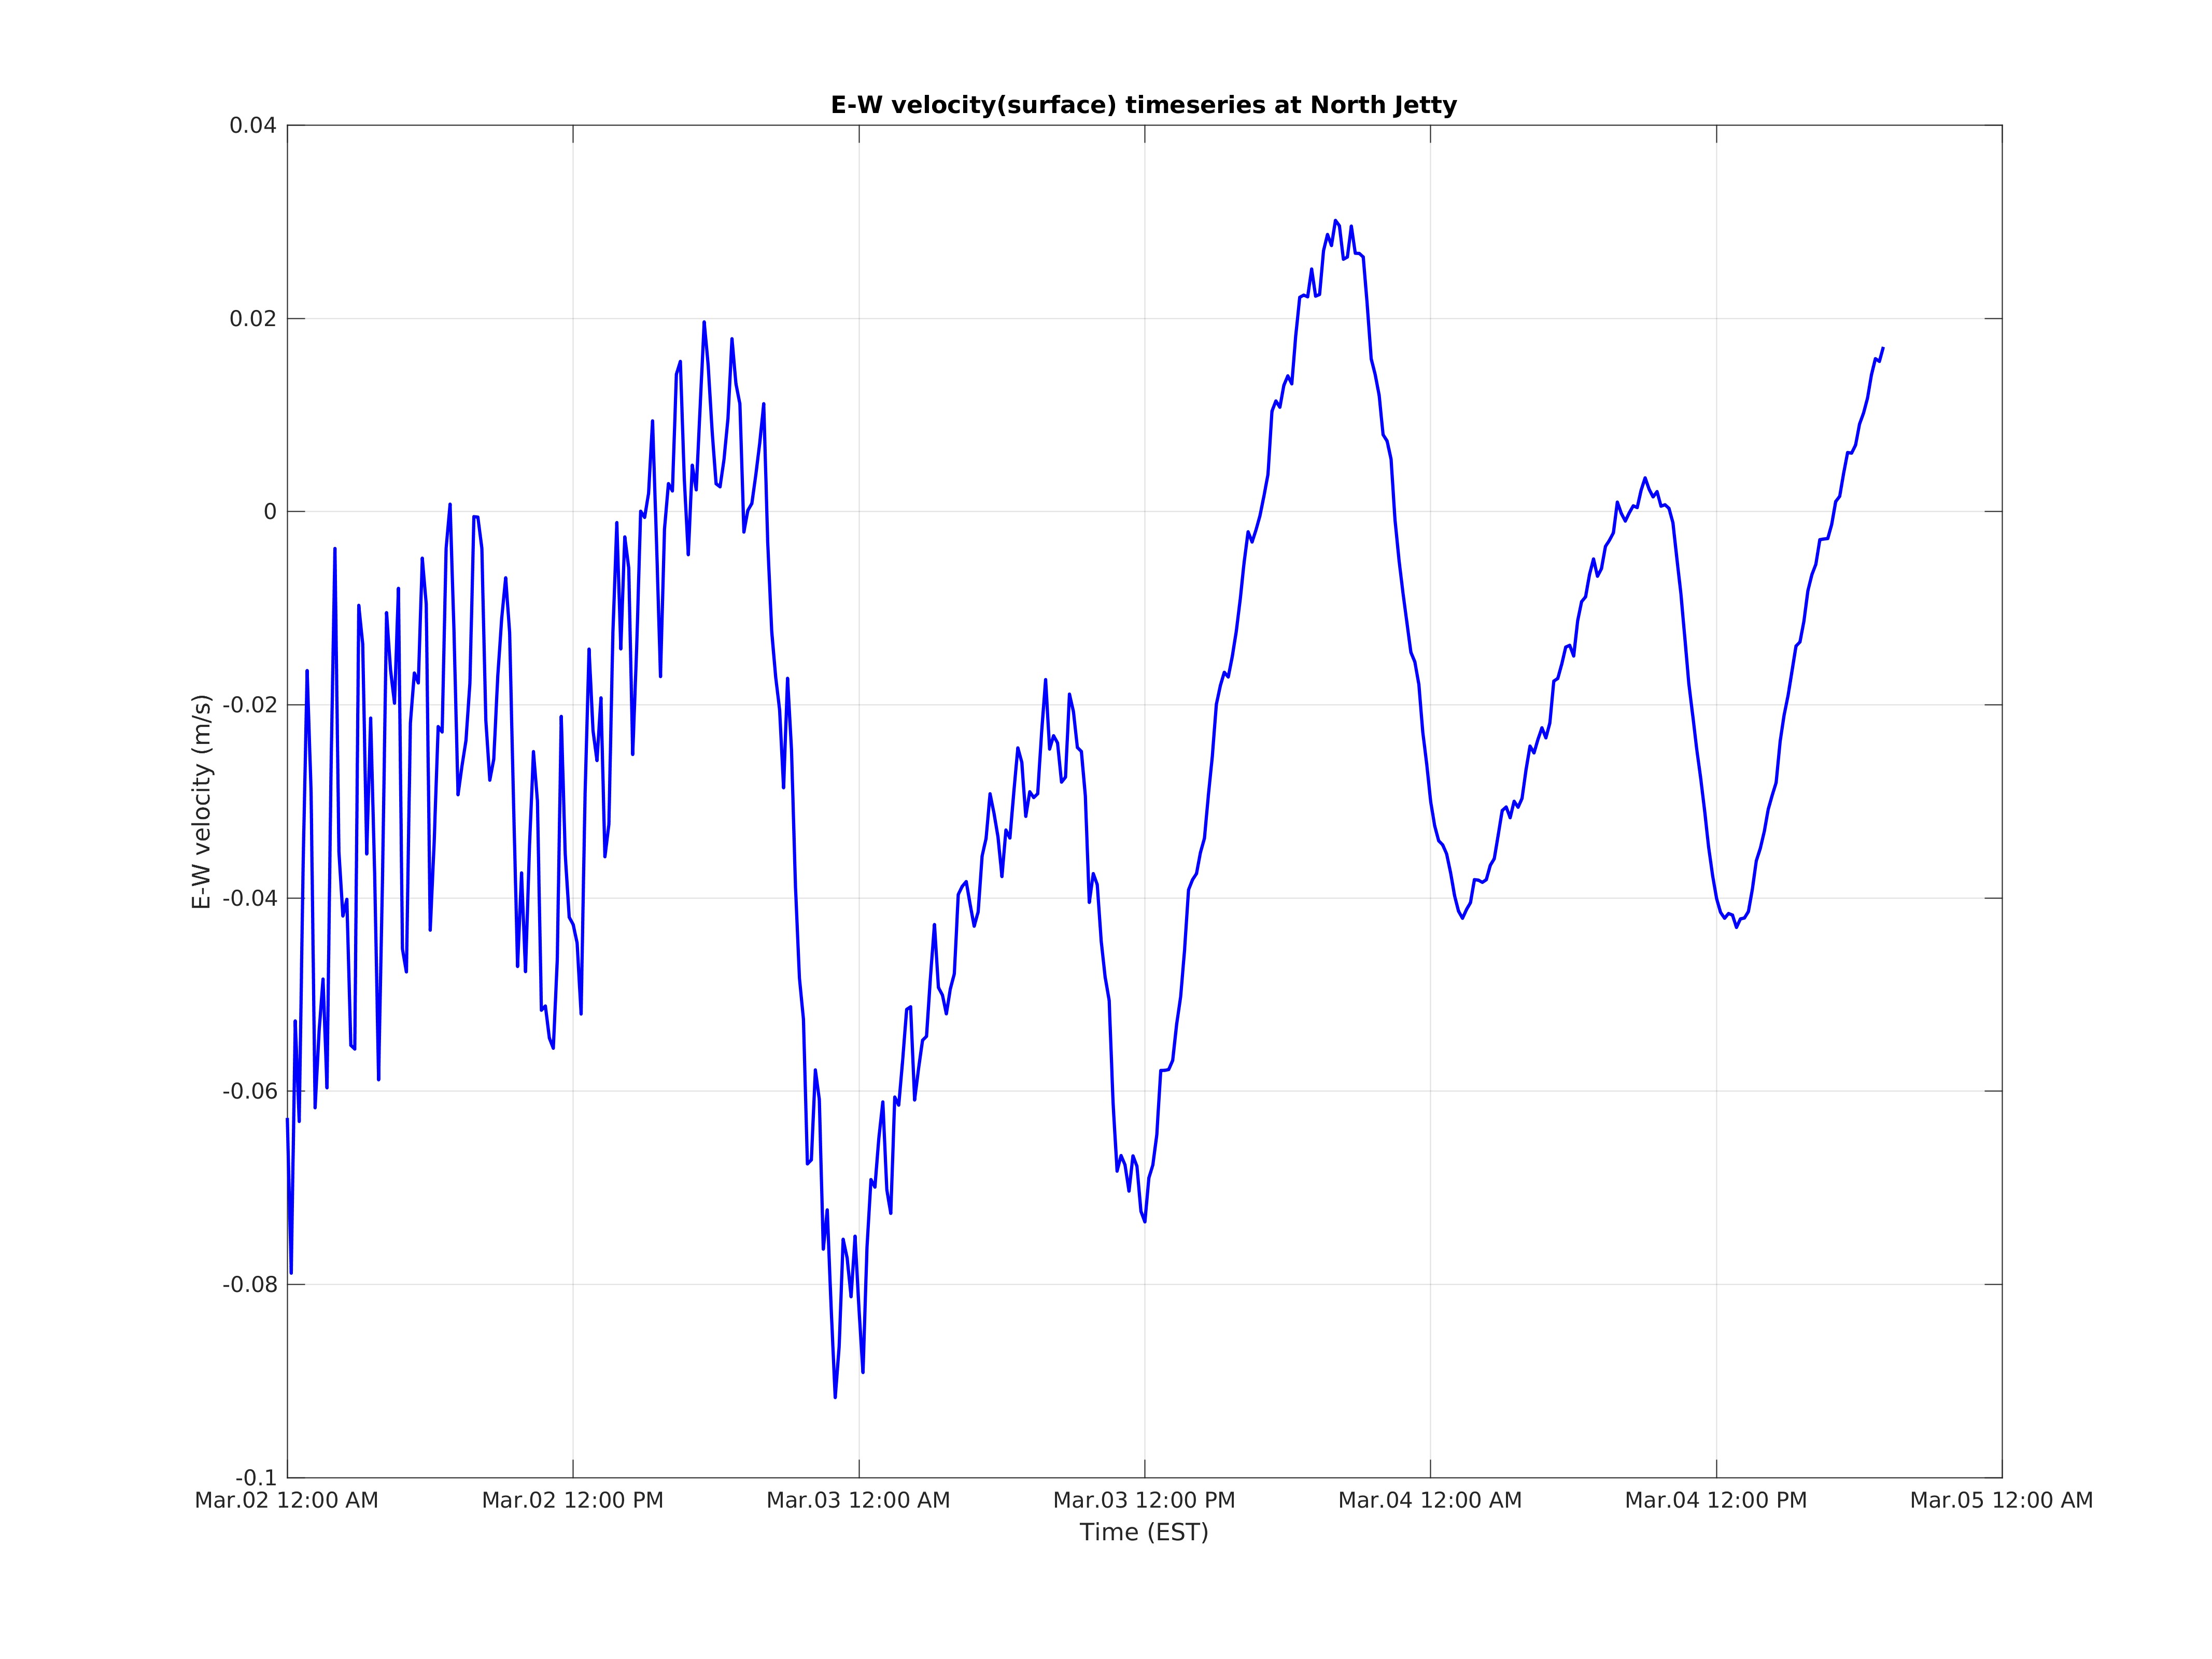 E-W velocity(surface) timeseries at North Jetty
0.04
0.02
0
-0.02
-0.04
-0.06
-0.08
-0.1
E-W velocity (m/s)
Mar.02 12:00 AM Mar.02 12:00 PM Mar.03 12:00 AM Mar.03 12:00 PM Mar.04 12:00 AM Mar.04 12:00 PM Mar.05 12:00 AM
Time (EST)